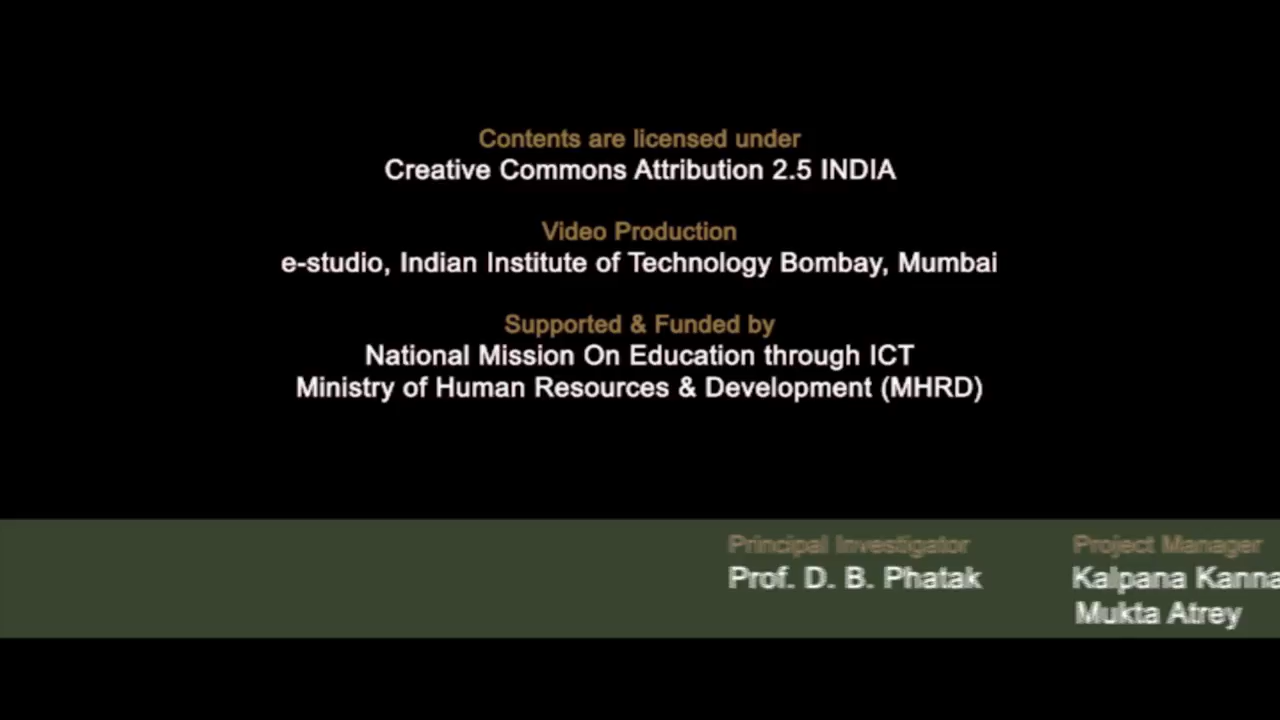 Contents are licensed under
Creative Commons Attribution 2.5 INDIA
Video Production
e-studio, Indian Institute of Technology Bombay, Mumbai
Supported & Funded by
National Mission On Education through ICT
Ministry of Human Resources & Development (MHRD)
Principal Investigator
Prof. D. B. Phatak
Project Manager
Kalpana
Mukta Atrey